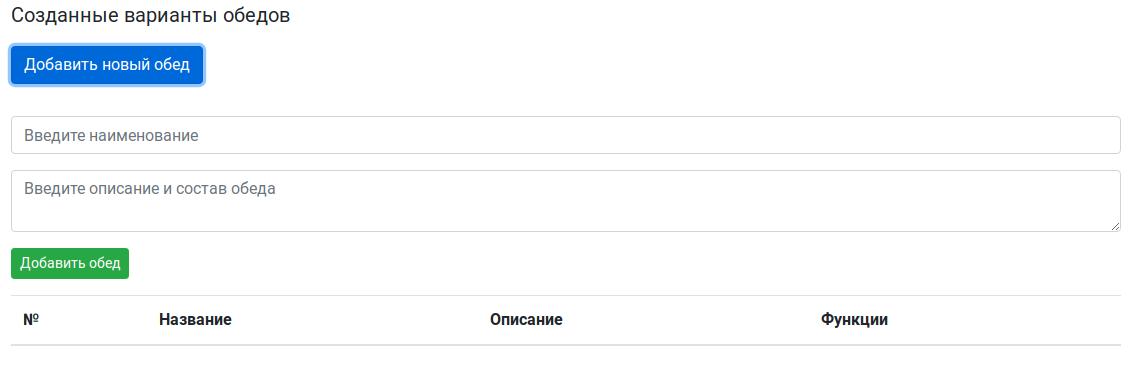 Созданные варианты обедов
Добавить новый обед
Введите наименование
Введите описание и состав обеда
Добавить обед
№ Название Описание Функции